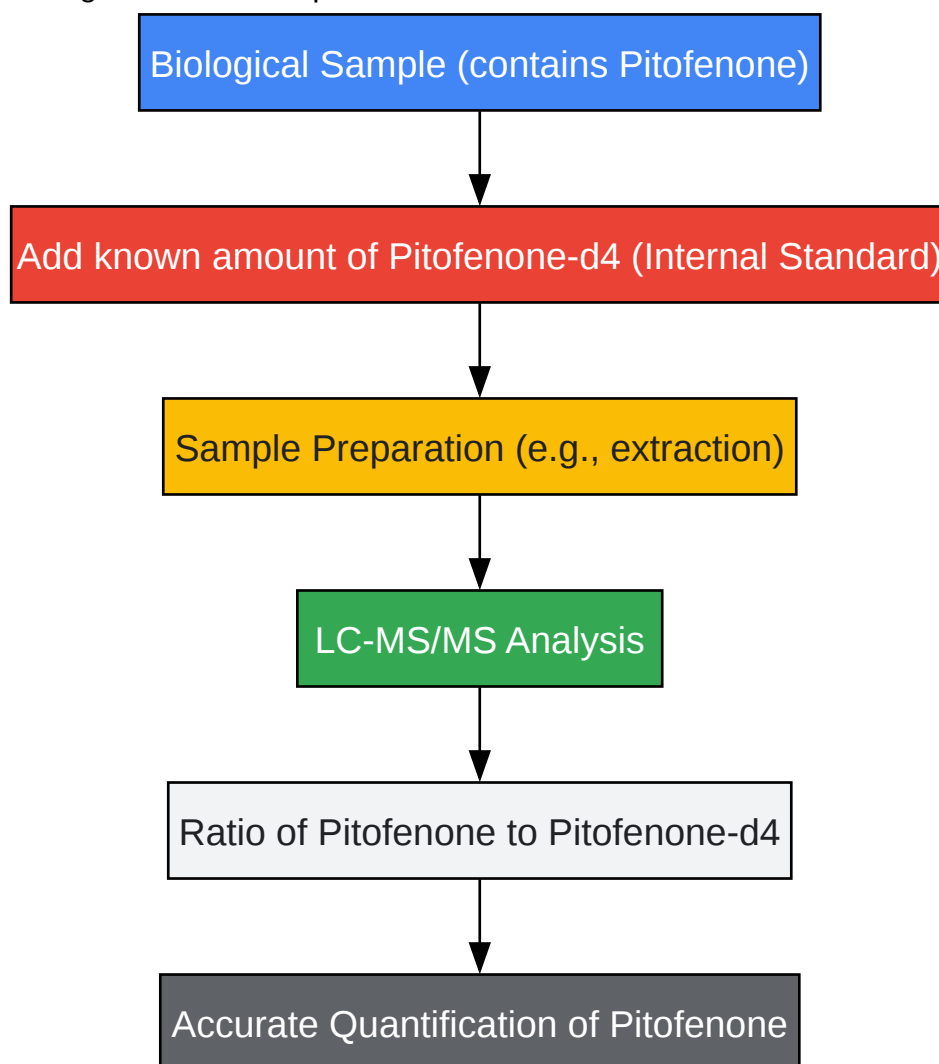 Biological Sample (contains Pitofenone)
Add known amount of Pitofenone-d4 (Internal Standard)
Sample Preparation (e.g., extraction)
LC-MS/MS Analysis
Ratio of Pitofenone to Pitofenone-d4
Accurate Quantification of Pitofenone